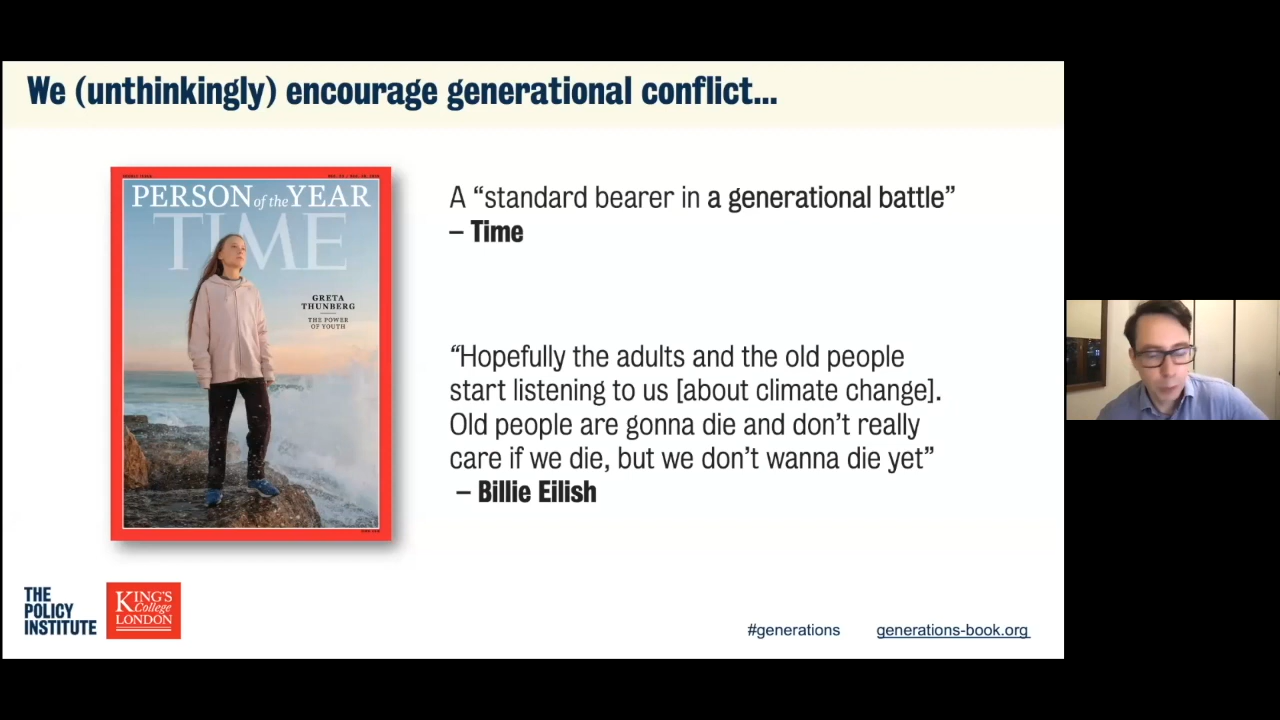 We (unthinkingly) encourage generational conflict...
PERSON of the YEAR
TIME
GRETA
THUNBERG
THE POWER
OF YOUTH
A “standard bearer in a generational battle”
– Time
“Hopefully the adults and the old people
start listening to us [about climate change].
Old people are gonna die and don’t really
care if we die, but we don’t wanna die yet”
– Billie Eilish
THE
POLICY
INSTITUTE
KING'S
College
LONDON
#generations
generations-book.org